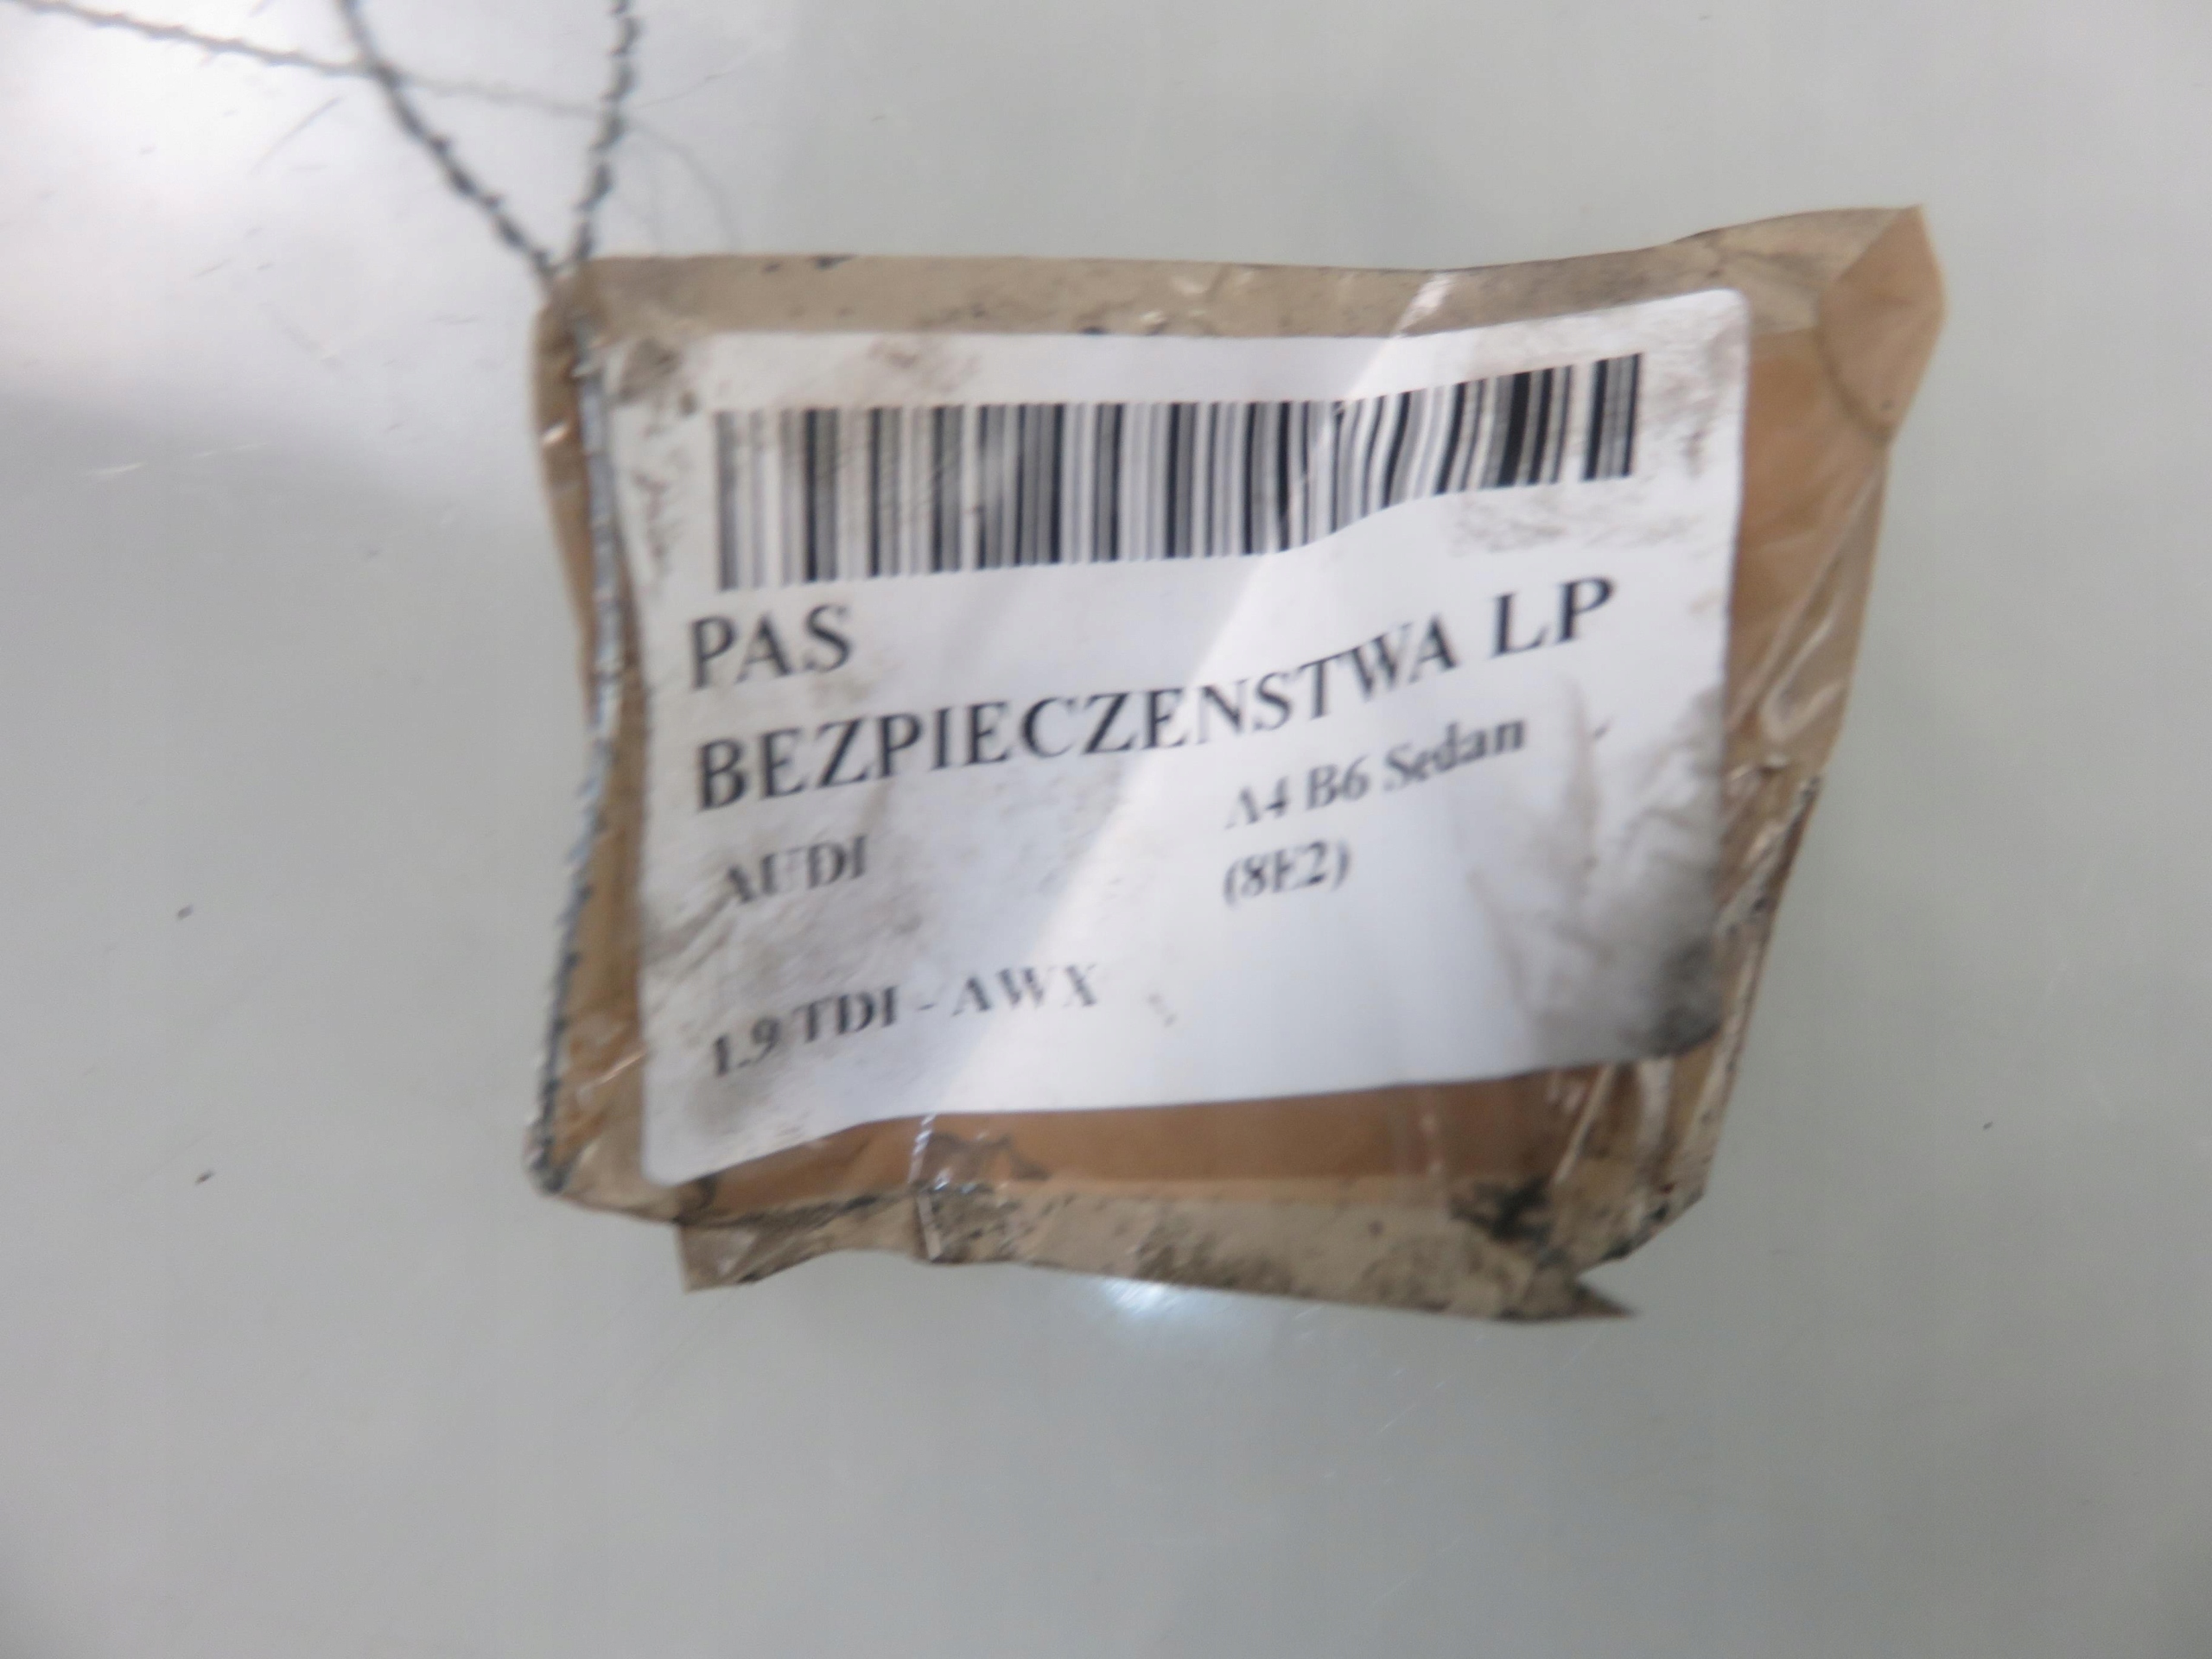 PAS
BEZPIECZENSTWA LP
AUDI
A4 B6 Sedan
(8E2)
1.9 TDI - AWX